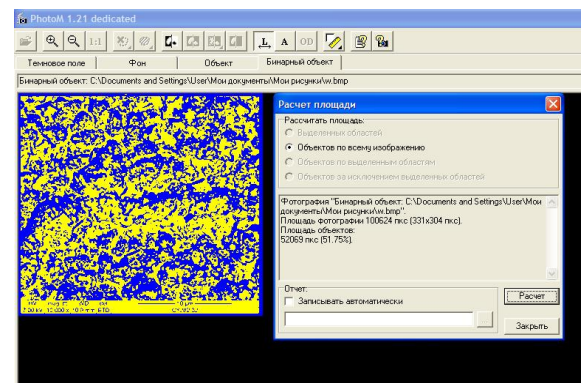 PhotoM 1.21 dedicated
1:1
L A OD
Темновое поле Фон Объект Бинарный объект
Бинарный объект: C:\Documents and Settings\User\Мои документы\Мои рисунки\w.bmp
Расчет площади
Рассчитать площадь:
Выделенных областей
Объектов по всему изображению
Объектов по выделенным областям
Объектов за исключением выделенных областей
Фотография "Бинарный объект: C:\Documents and Settings\User\Мои
документы\Мои рисунки\w.bmp".
Площадь фотографии 100624 пкс (331x304 пкс).
Площадь объектов:
52069 пкс (51.75%)
Отчет:
Записывать автоматически
Расчет
Закрыть